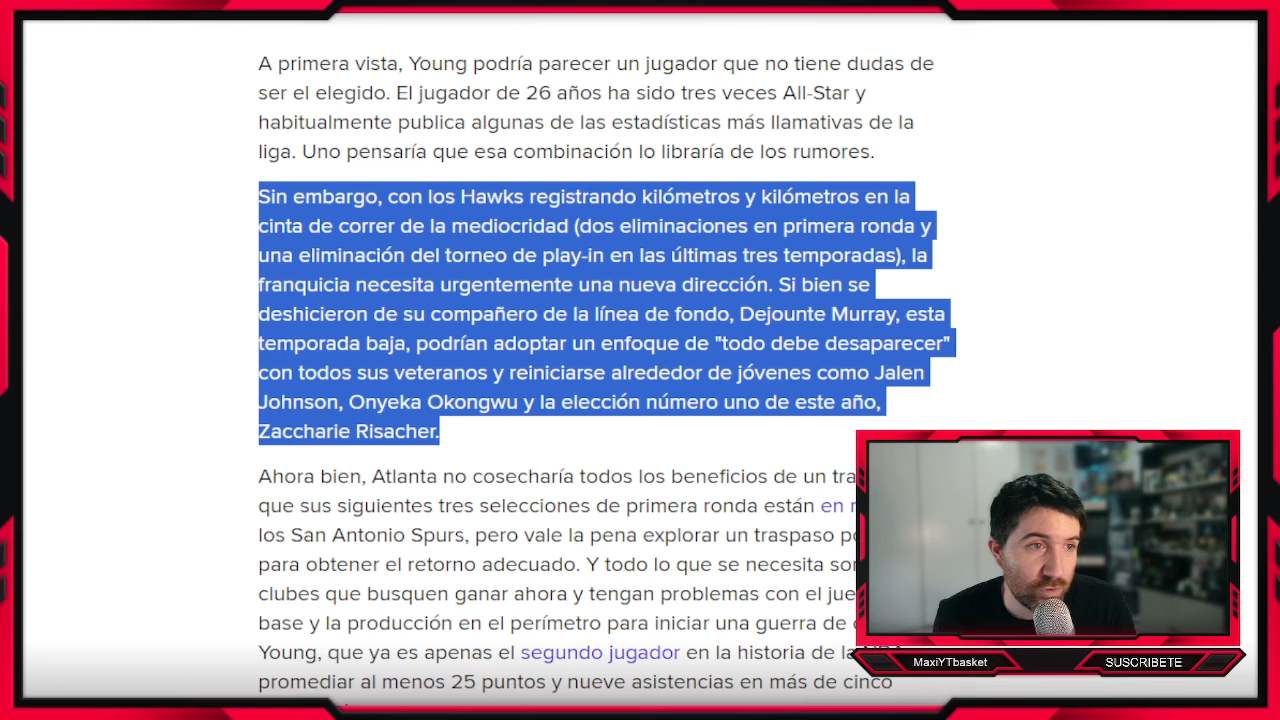 A primera vista, Young podría parecer un jugador que no tiene dudas de
ser el elegido. El jugador de 26 años ha sido tres veces All-Star y
habitualmente publica algunas de las estadísticas más llamativas de la
liga. Uno pensaría que esa combinación lo libraría de los rumores.
Sin embargo, con los Hawks registrando kilómetros y kilómetros en la
cinta de correr de la mediocridad (dos eliminaciones en primera ronda y
una eliminación del torneo de play-in en las últimas tres temporadas), la
franquicia necesita urgentemente una nueva dirección. Si bien se
deshicieron de su compañero de la línea de fondo, Dejounte Murray, esta
temporada baja, podrían adoptar un enfoque de "todo debe desaparecer"
con todos sus veteranos y reiniciarse alrededor de jóvenes como Jalen
Johnson, Onyeka Okongwu y la elección número uno de este año,
Zaccharie Risacher.
Ahora bien, Atlanta no cosecharía todos los beneficios de un
que sus siguientes tres selecciones de primera ronda están en
los San Antonio Spurs, pero vale la pena explorar un traspaso
para obtener el retorno adecuado. Y todo lo que se necesita
clubes que busquen ganar ahora y tengan problemas con el
base y la producción en el perímetro para iniciar una guerra de
Young, que ya es apenas el segundo jugador en la historia de la
promediar al menos 25 puntos y nueve asistencias en más de cinco
MaxiYTbasket
SUSCRIBETE